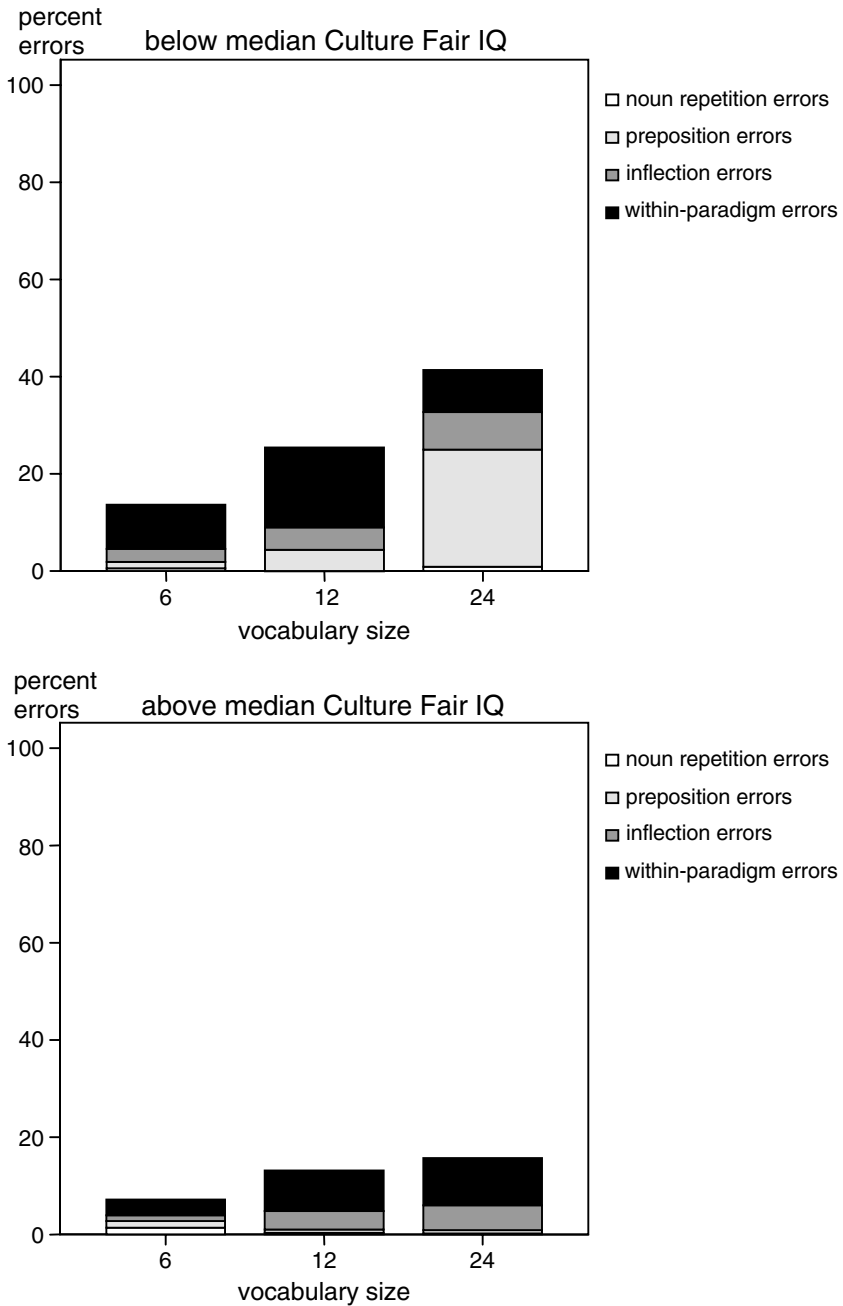 percent
errors
below median Culture Fair IQ
100
80
60
40
20
0
6 12 24
vocabulary size
noun repetition errors
preposition errors
inflection errors
within-paradigm errors
percent
errors
above median Culture Fair IQ
100
80
60
40
20
0
6 12 24
vocabulary size
noun repetition errors
preposition errors
inflection errors
within-paradigm errors